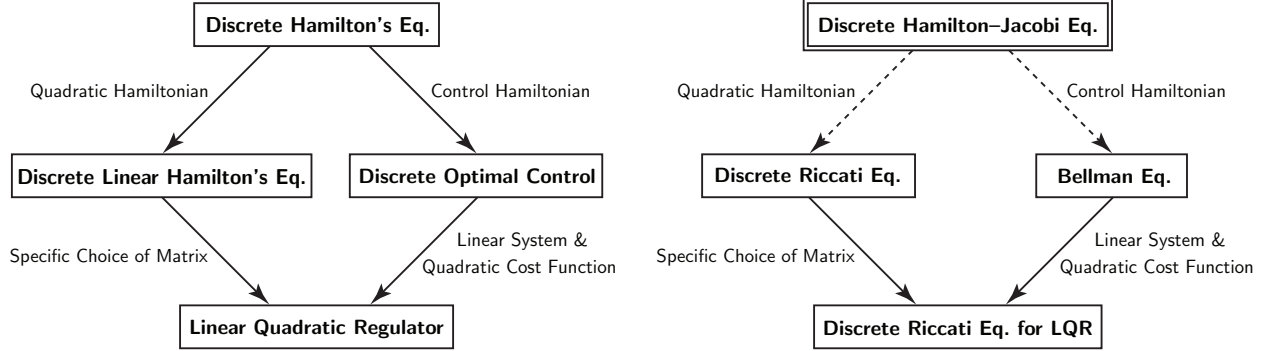 Discrete Hamilton's Eq.
Quadratic Hamiltonian
Control Hamiltonian
Discrete Linear Hamilton's Eq.
Discrete Optimal Control
Specific Choice of Matrix
Linear System &
Quadratic Cost Function
Linear Quadratic Regulator
Discrete Hamilton–Jacobi Eq.
Quadratic Hamiltonian
Control Hamiltonian
Discrete Riccati Eq.
Bellman Eq.
Specific Choice of Matrix
Linear System &
Quadratic Cost Function
Discrete Riccati Eq. for LQR